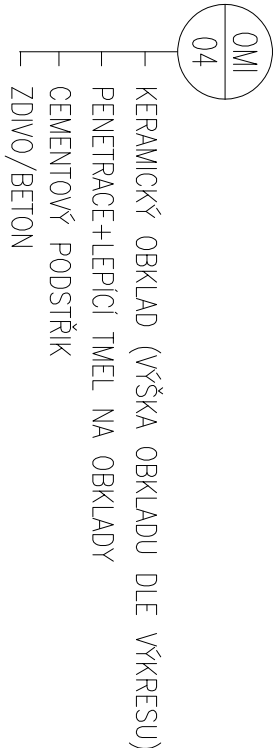 OMI
04
KERAMICKÝ OBKLAD (VÝŠKA OBKLADU DLE VÝKRESU)
PENETRACE+LEPÍCÍ TMEL NA OBKLADY
CEMENTOVÝ PODSTŘIK
ZDIVO/BETON